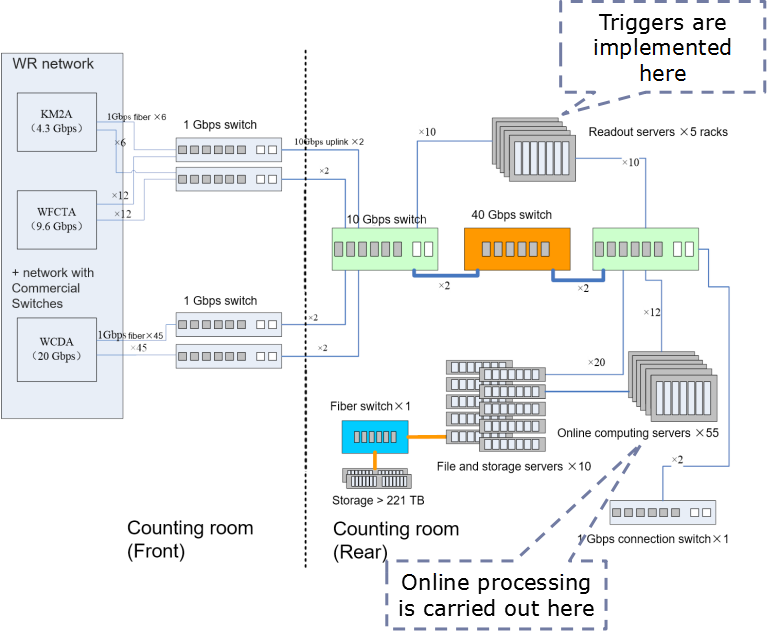 Triggers are
implemented
here
WR network
KM2A
(4.3 Gbps)
1Gbps fiber ×6
×6
1 Gbps switch
10Gbps uplink ×2
×2
×10
Readout servers ×5 racks
×10
WFCTA
(9.6 Gbps)
×12
×12
10 Gbps switch
40 Gbps switch
×2
×2
+ network with
Commercial
Switches
1 Gbps switch
WCDA
(20 Gbps)
1Gbps fiber×45
×45
×2
×2
×12
×20
Fiber switch×1
Online computing servers ×55
File and storage servers ×10
×2
Storage > 221 TB
Counting room
(Front)
Counting room
(Rear)
1 Gbps connection switch×1
Online processing
is carried out here